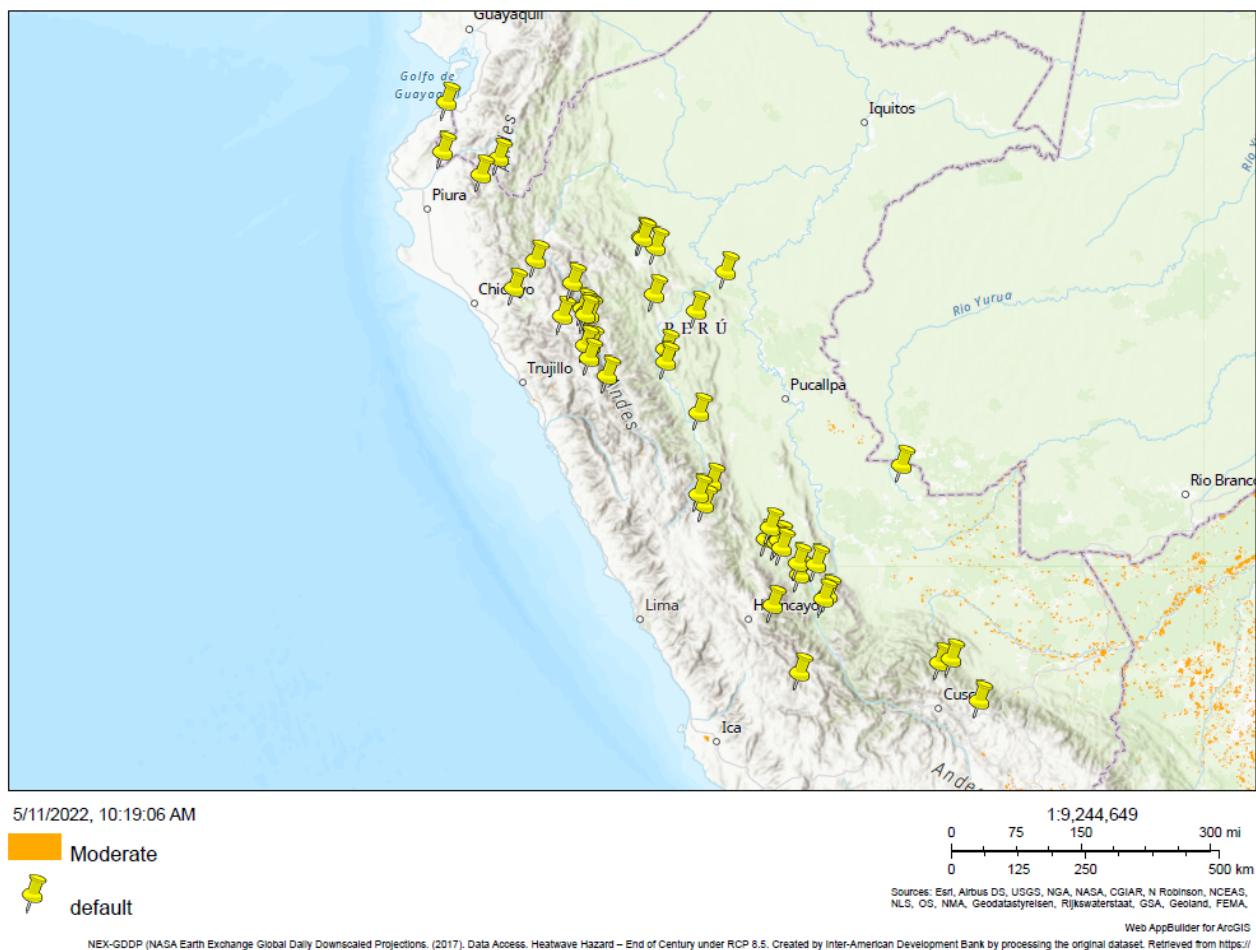 Guayaquil
Golfo de
Iquitos
Andes
Piura
PERÚ
Rio Yurua
Trujillo
Andes
Pucallpa
Rio Branco
Lima
Ica
5/11/2022, 10:19:06 AM
1:9,244,649
0 75 150 300 mi
Moderate
0 125 250 500 km
default
Sources: Esri, Airbus DS, USGS, NGA, NASA, CGIAR, N Robinson, NCEAS,
NLS, OS, NMA, Geodatastyrelsen, Rijkswaterstaat, GSA, Geoland, FEMA,
Web AppBuilder for ArcGIS
NEX-GDDP (NASA Earth Exchange Global Daily Downscaled Projections. (2017). Data Access. Heatwave Hazard – End of Century under RCP 8.5. Created by Inter-American Development Bank by processing the original dataset. Retrieved from https://